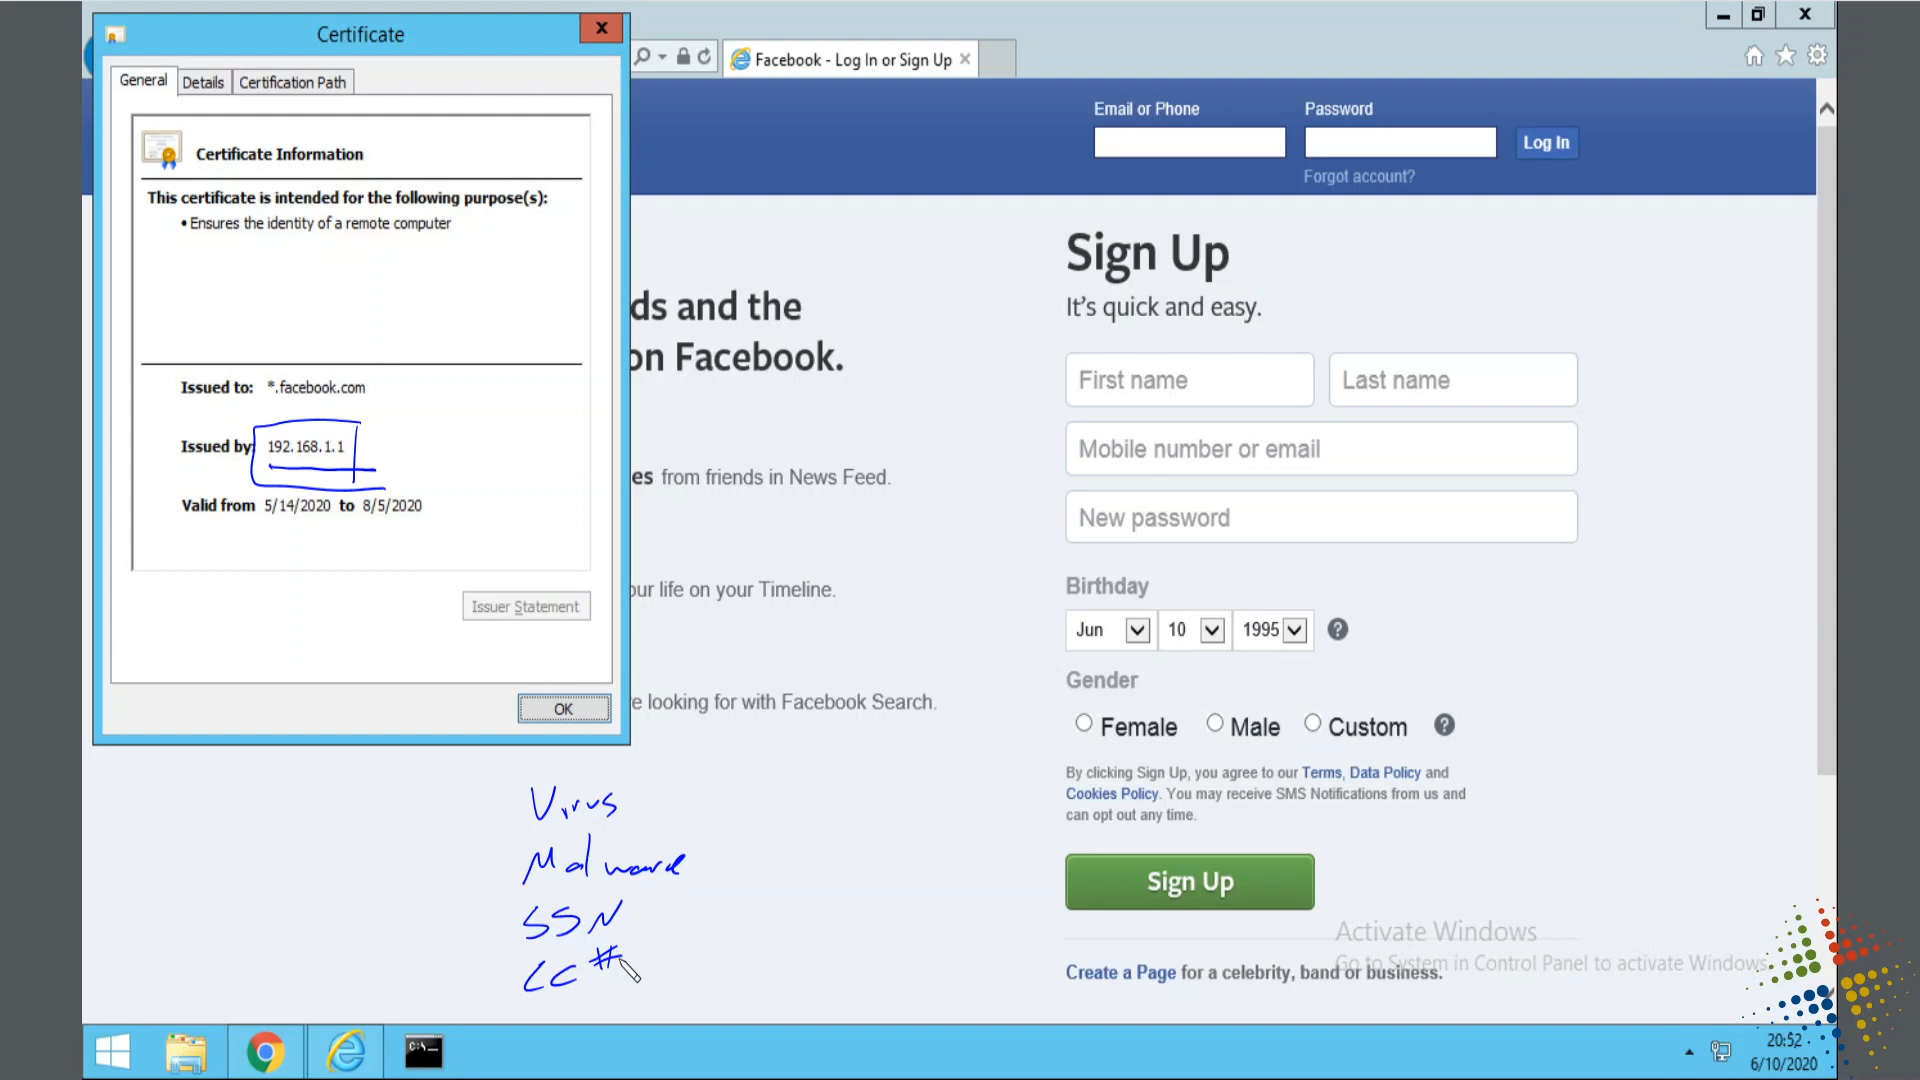 Certificate
X
General
Details
Certification Path
Certificate Information
This certificate is intended for the following purpose(s):
• Ensures the identity of a remote computer
Issued to: *.facebook.com
Issued by: 192.168.1.1
Valid from 5/14/2020 to 8/5/2020
Issuer Statement
OK
Facebook - Log In or Sign Up
Email or Phone
Password
Log In
Forgot account?
ds and the
on Facebook.
es from friends in News Feed.
our life on your Timeline.
e looking for with Facebook Search.
Sign Up
It's quick and easy.
First name
Last name
Mobile number or email
New password
Birthday
Jun
10
1995
?
Gender
Female
Male
Custom
?
By clicking Sign Up, you agree to our Terms, Data Policy and
Cookies Policy. You may receive SMS Notifications from us and
can opt out any time.
Sign Up
Create a Page for a celebrity, band or business.
Activate Windows
Go to System in Control Panel to activate Windows.
Virus
Malware
SSN
CC #
C:\._
20:52
6/10/2020